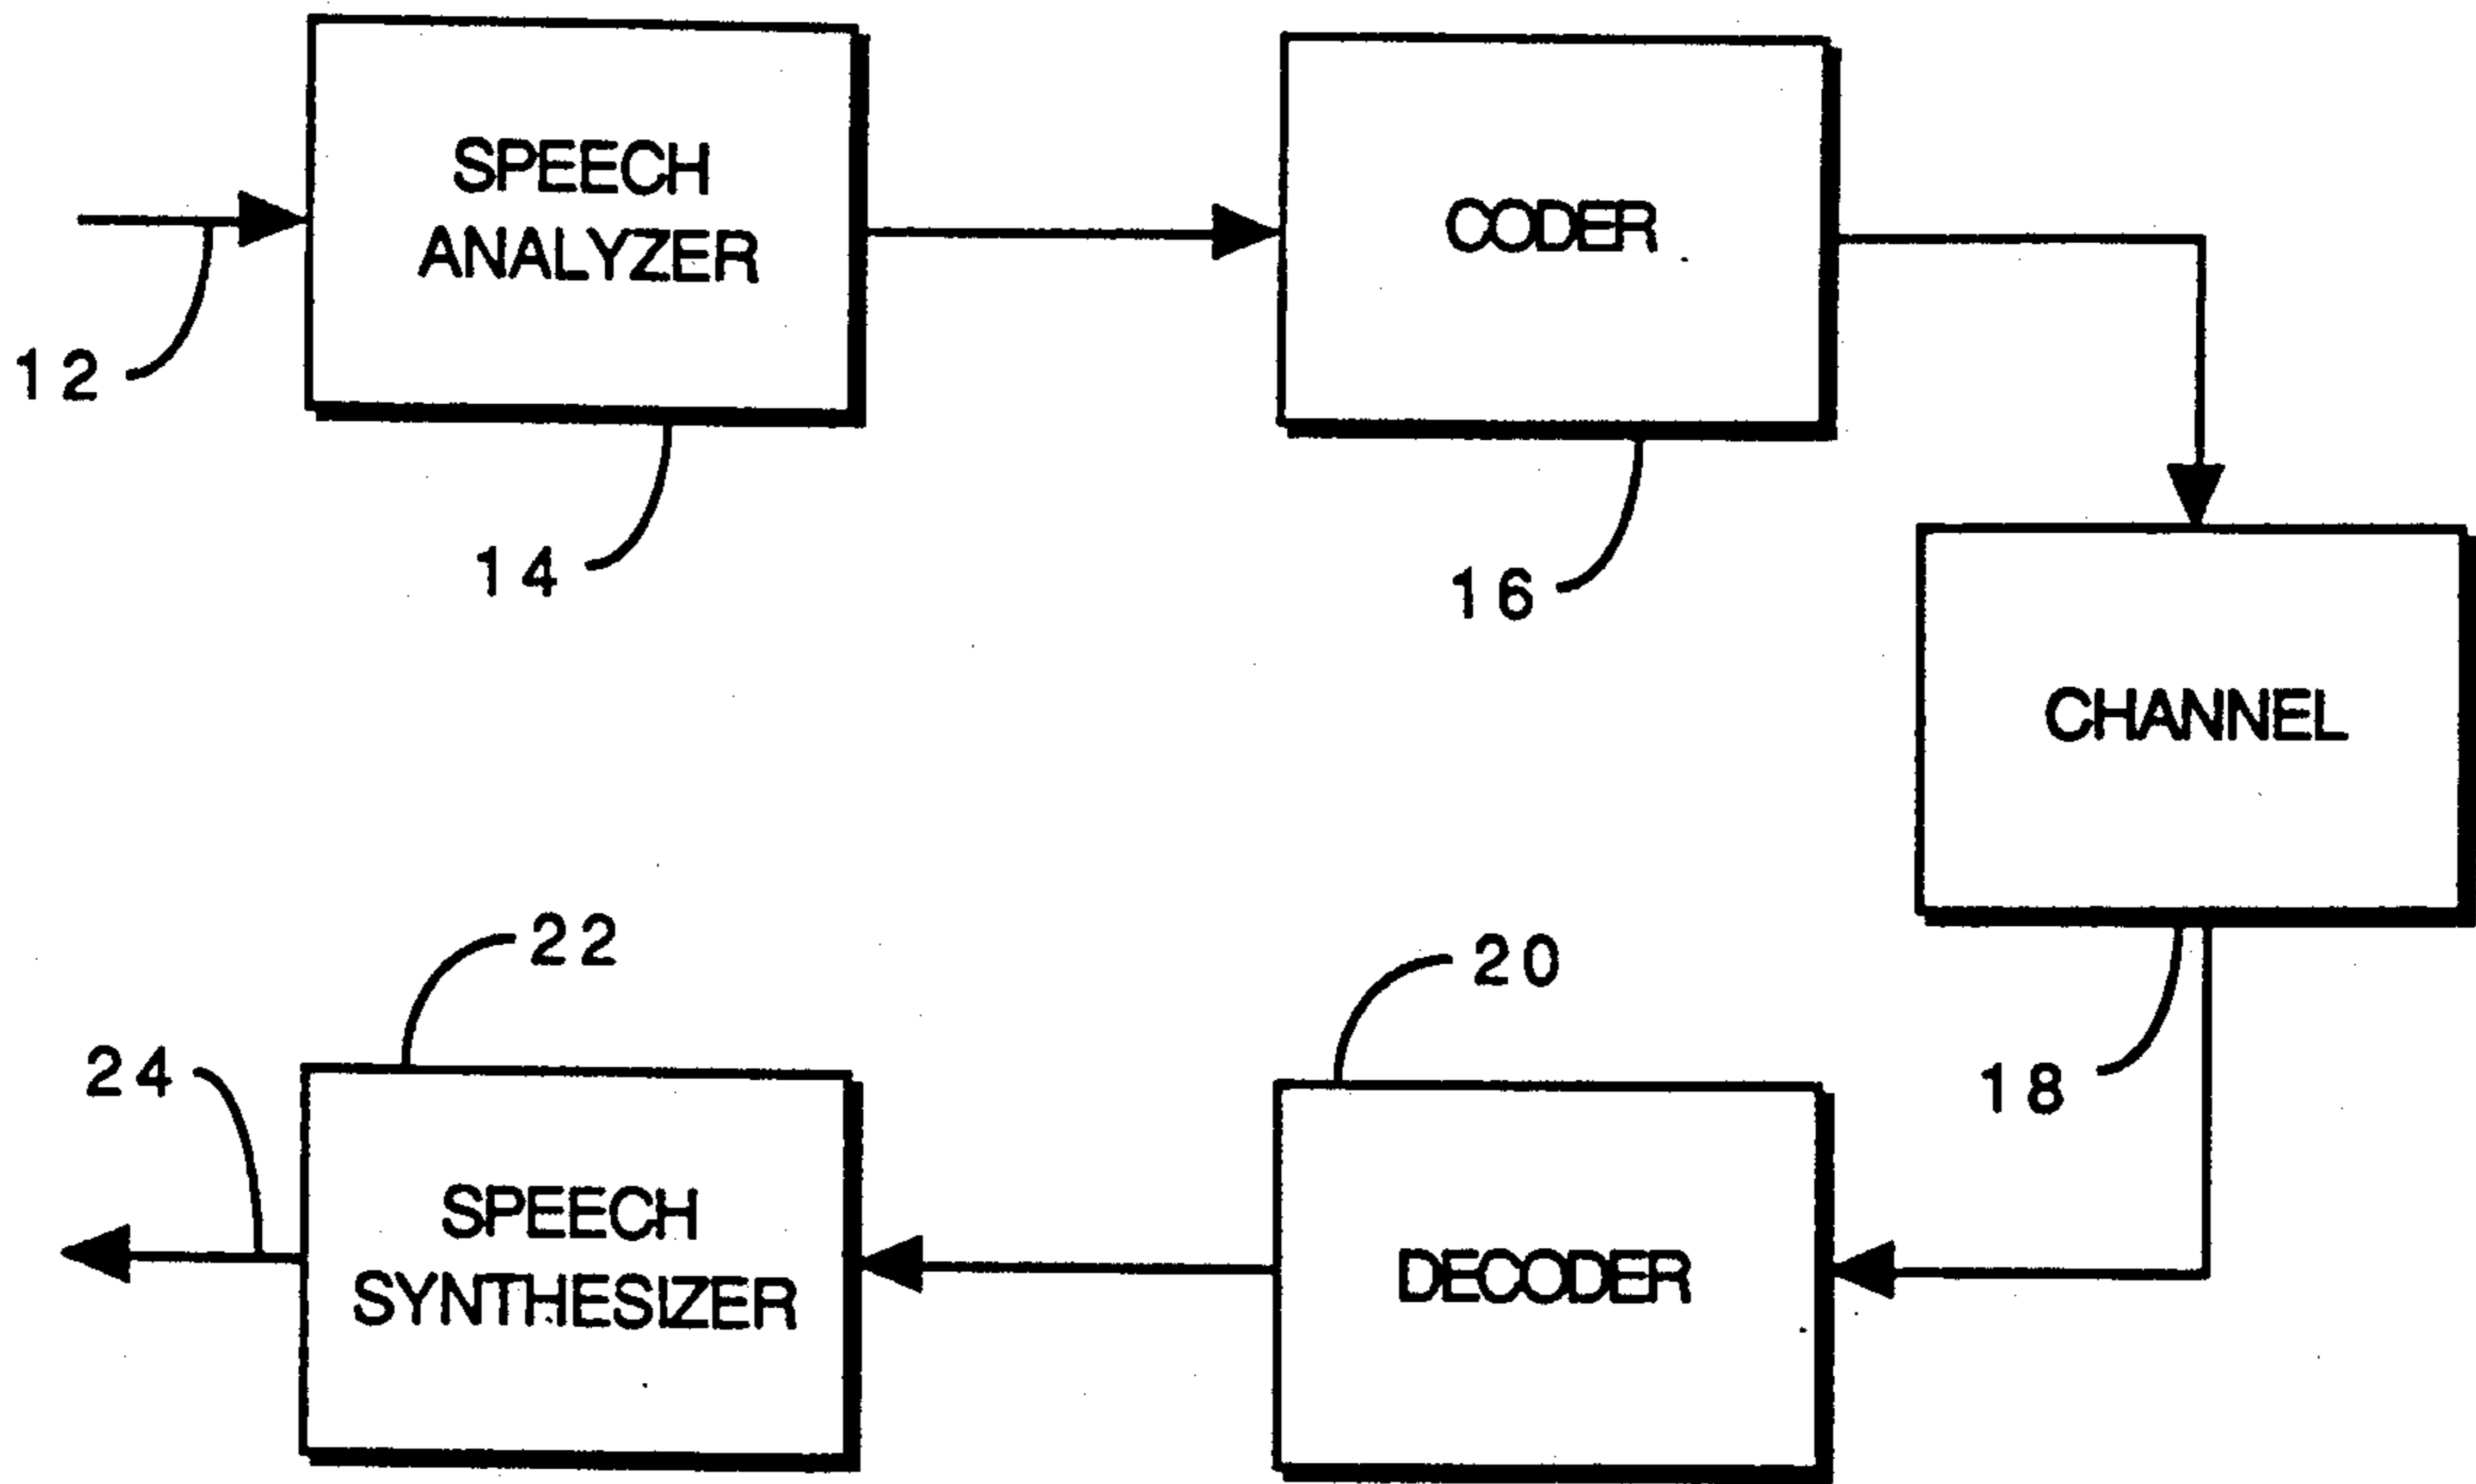 SPEECH
ANALYZER
CODER
12
14
16
CHANNEL
22
20
24
18
SPEECH
SYNTHESIZER
DECODER